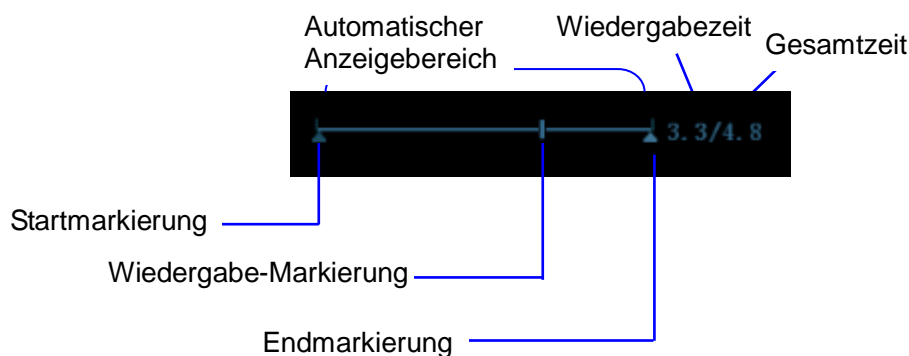 Automatischer
Anzeigebereich
Wiedergabezeit
Gesamtzeit
3.3/4.8
Startmarkierung
Wiedergabe-Markierung
Endmarkierung